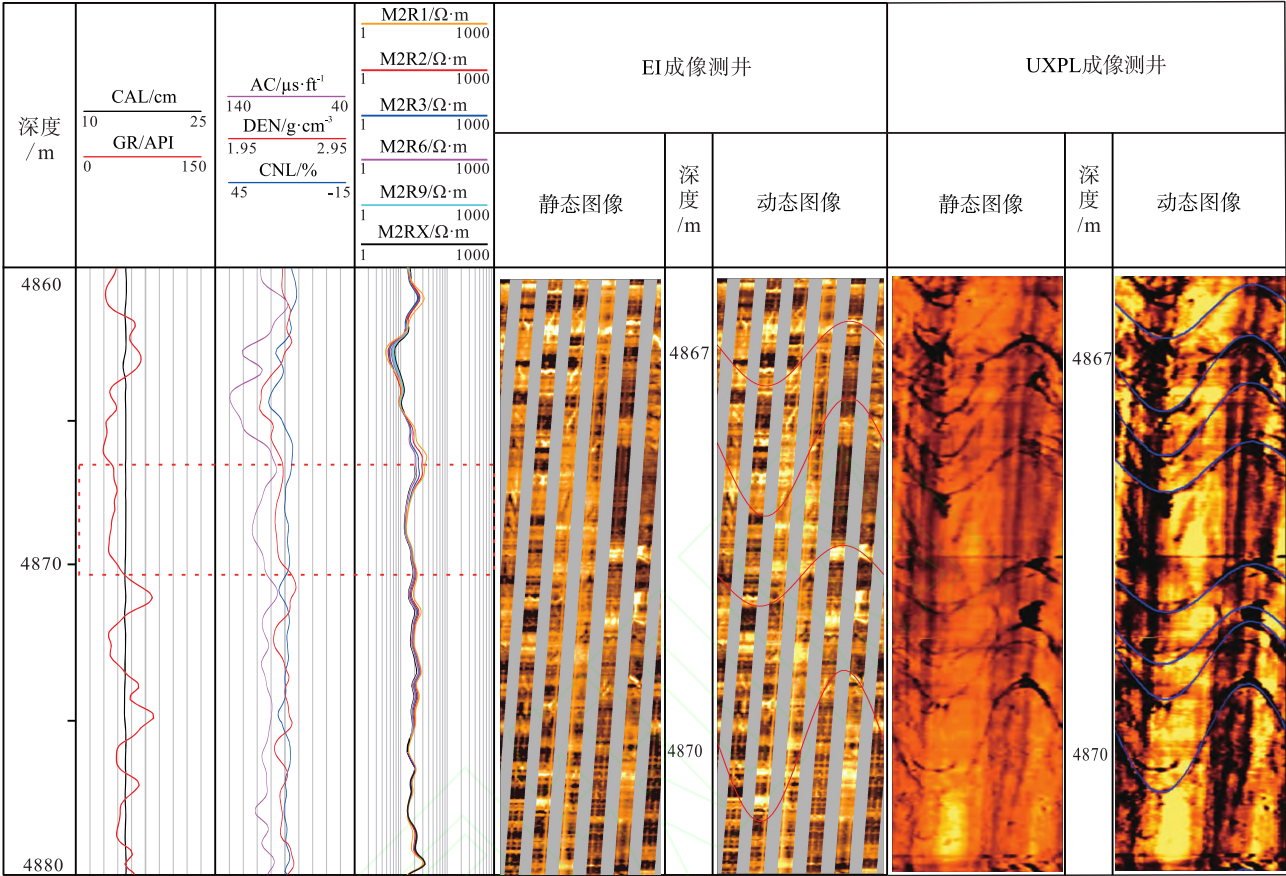 深度
/m
CAL/cm
10 25
GR/API
0 150
AC/μs·ft⁻¹
140 40
DEN/g·cm⁻³
1.95 2.95
CNL/%
45 -15
M2R1/Ω·m
1 1000
M2R2/Ω·m
1 1000
M2R3/Ω·m
1 1000
M2R6/Ω·m
1 1000
M2R9/Ω·m
1 1000
M2RX/Ω·m
1 1000
EI成像测井
静态图像
深
度
/m
动态图像
UXPL成像测井
静态图像
深
度
/m
动态图像
4860
4870
4880
4867
4870
4867
4870